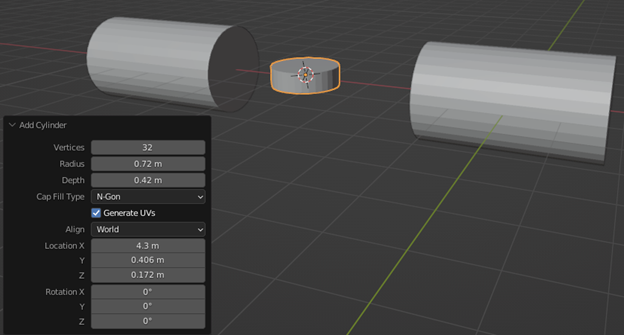 Add Cylinder
Vertices 32
Radius 0.72 m
Depth 0.42 m
Cap Fill Type N-Gon
Generate UVs
Align World
Location X 4.3 m
Y 0.406 m
Z 0.172 m
Rotation X 0°
Y 0°
Z 0°